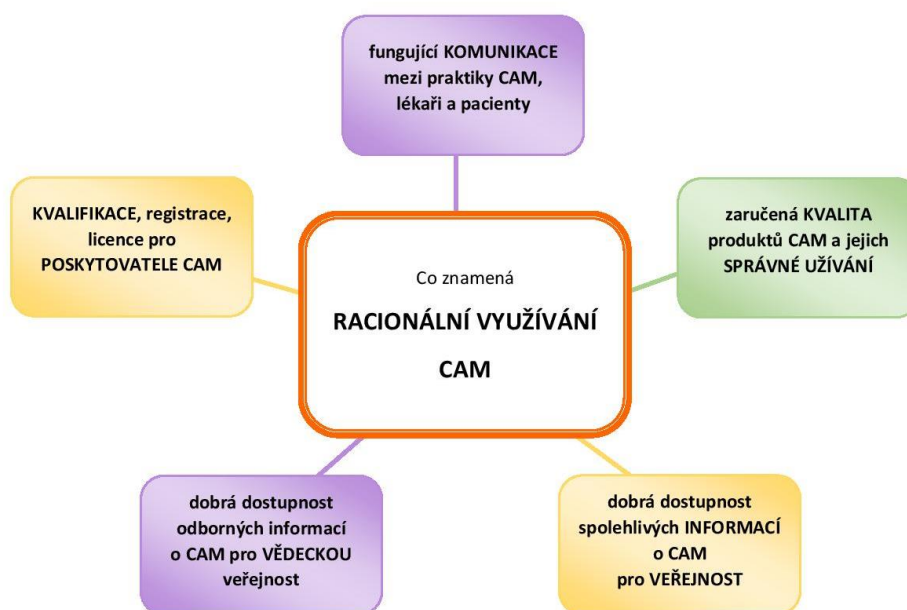 fungující KOMUNIKACE
mezi praktiky CAM,
lékaři a pacienty
KVALIFIKACE, registrace,
licence pro
POSKYTOVATELE CAM
zaručená KVALITA
produktů CAM a jejich
SPRÁVNÉ UŽÍVÁNÍ
Co znamená
RACIONÁLNÍ VYUŽÍVÁNÍ
CAM
dobrá dostupnost
odborných informací
o CAM pro VĚDECKOU
veřejnost
dobrá dostupnost
spolehlivých INFORMACÍ
o CAM
pro VEŘEJNOST